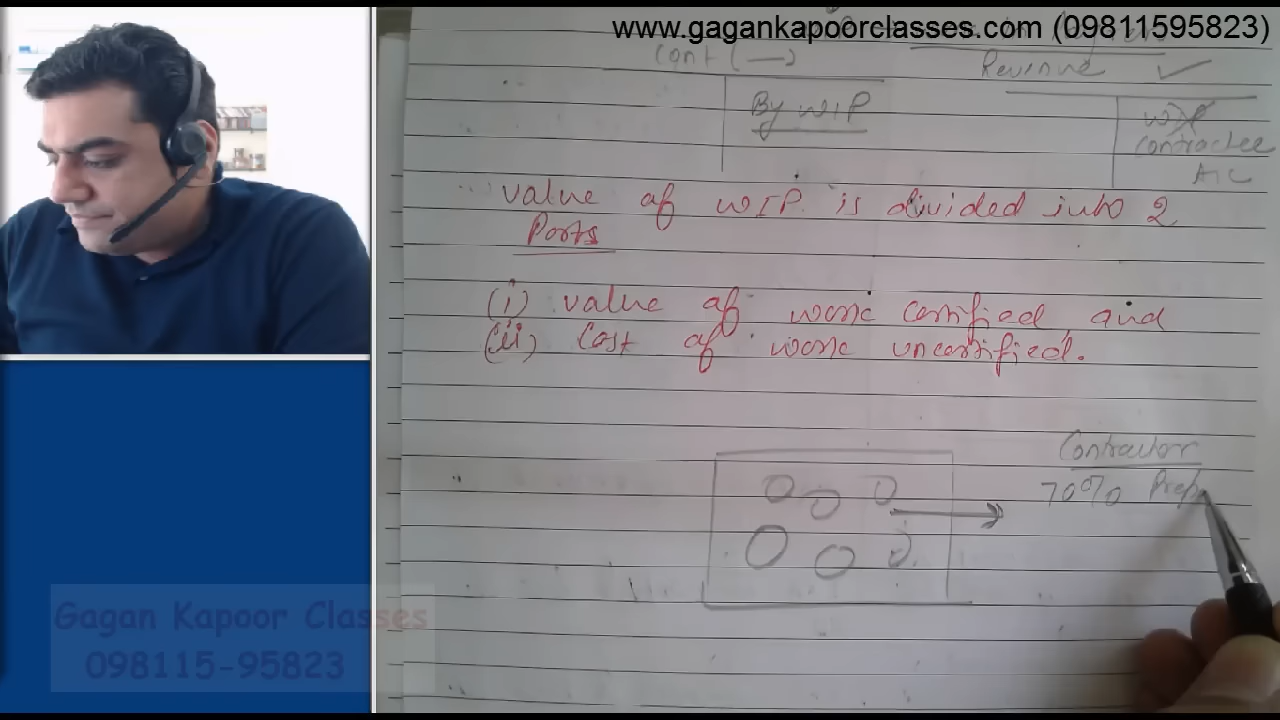 www.gagankapoorclasses.com (09811595823)
Cont (—)
Revenue ✓
By WIP
WIP
Contractee
A/C
value of WIP. is divided into 2
Parts
(i) value of work certified and
(ii) Cost of work uncertified.
Contractor
70%
Gagan Kapoor Classes
098115-95823